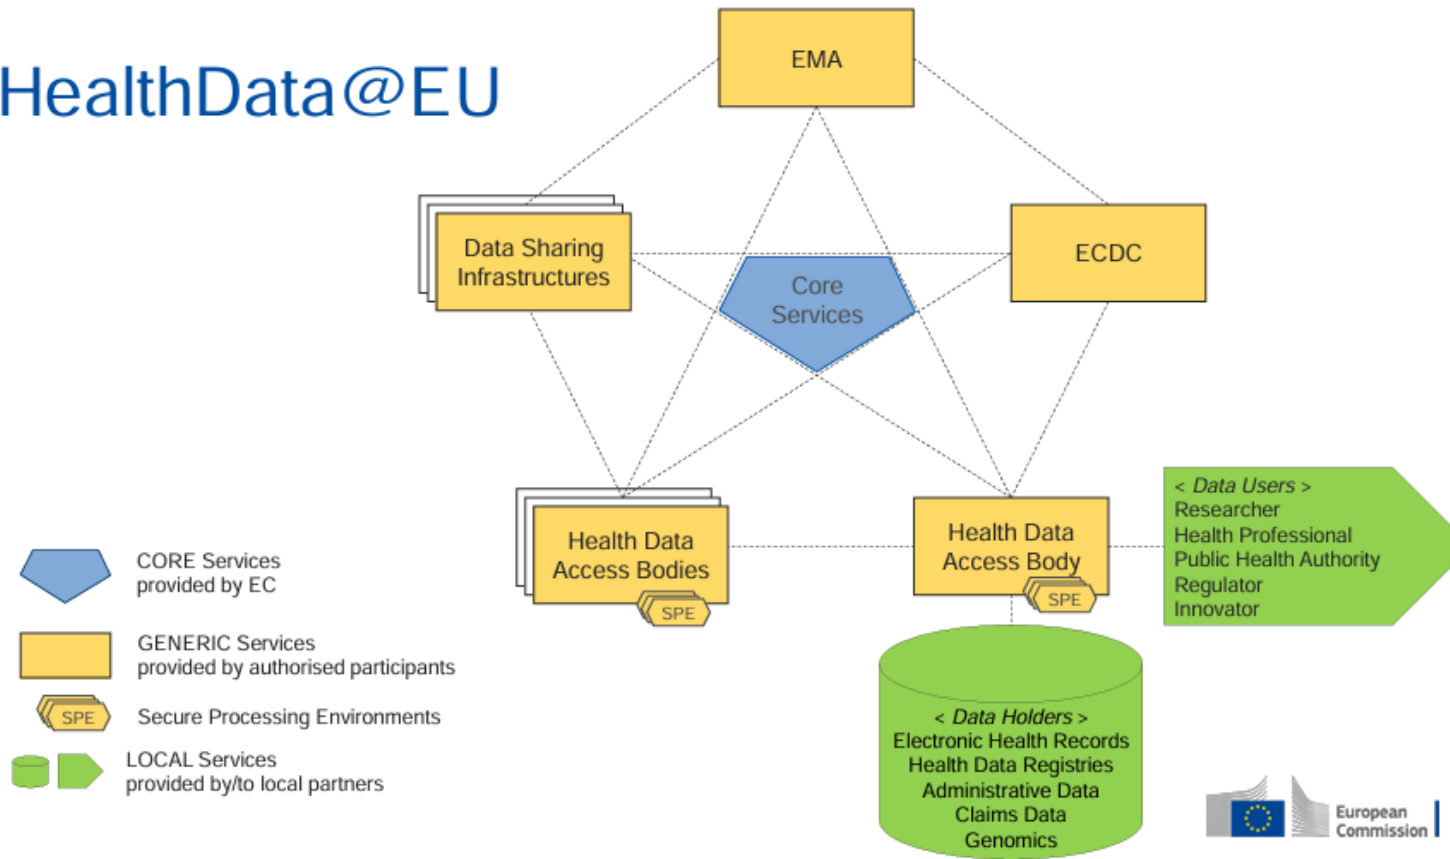 HealthData@EU
EMA
Data Sharing
Infrastructures
ECDC
Core
Services
Health Data
Access Bodies
SPE
Health Data
Access Body
SPE
< Data Users >
Researcher
Health Professional
Public Health Authority
Regulator
Innovator
CORE Services
provided by EC
GENERIC Services
provided by authorised participants
SPE
Secure Processing Environments
LOCAL Services
provided by/to local partners
< Data Holders >
Electronic Health Records
Health Data Registries
Administrative Data
Claims Data
Genomics
European
Commission